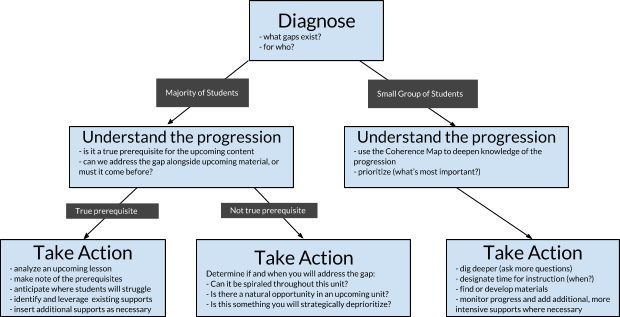 Diagnose
- what gaps exist?
- for who?
Majority of Students
Small Group of Students
Understand the progression
- is it a true prerequisite for the upcoming content
- can we address the gap alongside upcoming material, or
must it come before?
Understand the progression
- use the Coherence Map to deepen knowledge of the
progression
- prioritize (what's most important?)
True prerequisite
Not true prerequisite
Take Action
- analyze an upcoming lesson
- make note of the prerequisites
- anticipate where students will struggle
- identify and leverage existing supports
- insert additional supports as necessary
Take Action
Determine if and when you will address the gap:
- Can it be spiraled throughout this unit?
- Is there a natural opportunity in an upcoming unit?
- Is this something you will strategically deprioritize?
Take Action
- dig deeper (ask more questions)
- designate time for instruction (when?)
- find or develop materials
- monitor progress and add additional, more
intensive supports where necessary